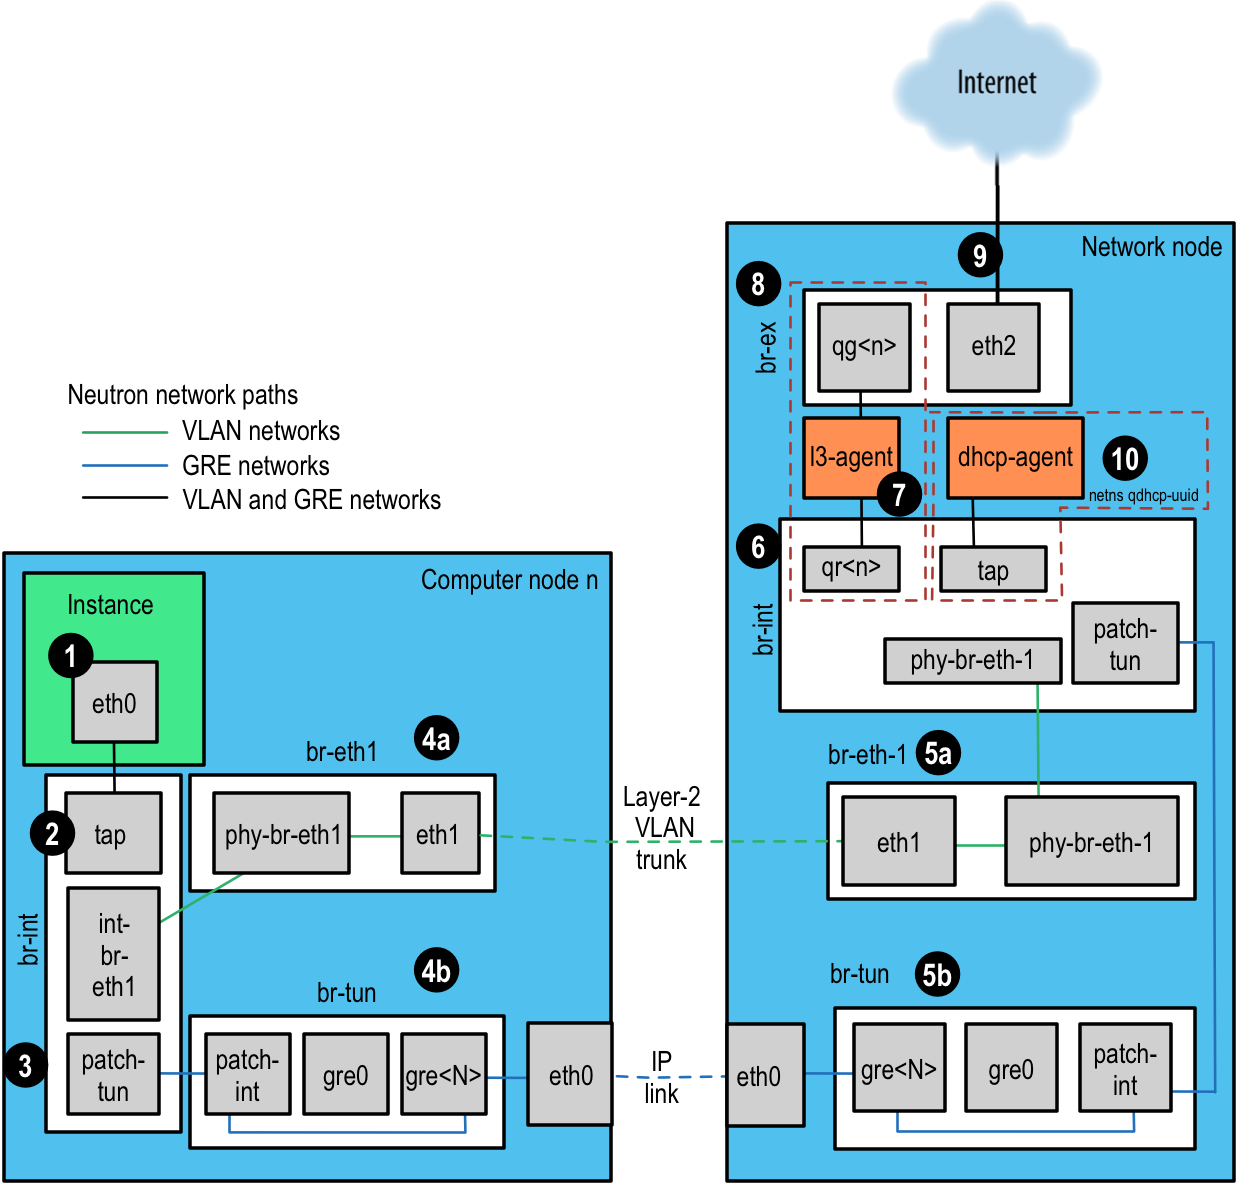 Internet
Network node
9
8
br-ex
qg<n>
eth2
Neutron network paths
VLAN networks
GRE networks
VLAN and GRE networks
l3-agent
7
dhcp-agent
10
netns qdhcp-uuid
6
br-int
qr<n>
tap
phy-br-eth-1
patch-
tun
Computer node n
Instance
1
eth0
br-eth1
4a
2
tap
phy-br-eth1
eth1
Layer-2
VLAN
trunk
br-eth-1
5a
eth1
phy-br-eth-1
br-int
int-
br-
eth1
br-tun
4b
3
patch-
tun
patch-
int
gre0
gre<N>
eth0
IP
link
br-tun
5b
eth0
gre<N>
gre0
patch-
int